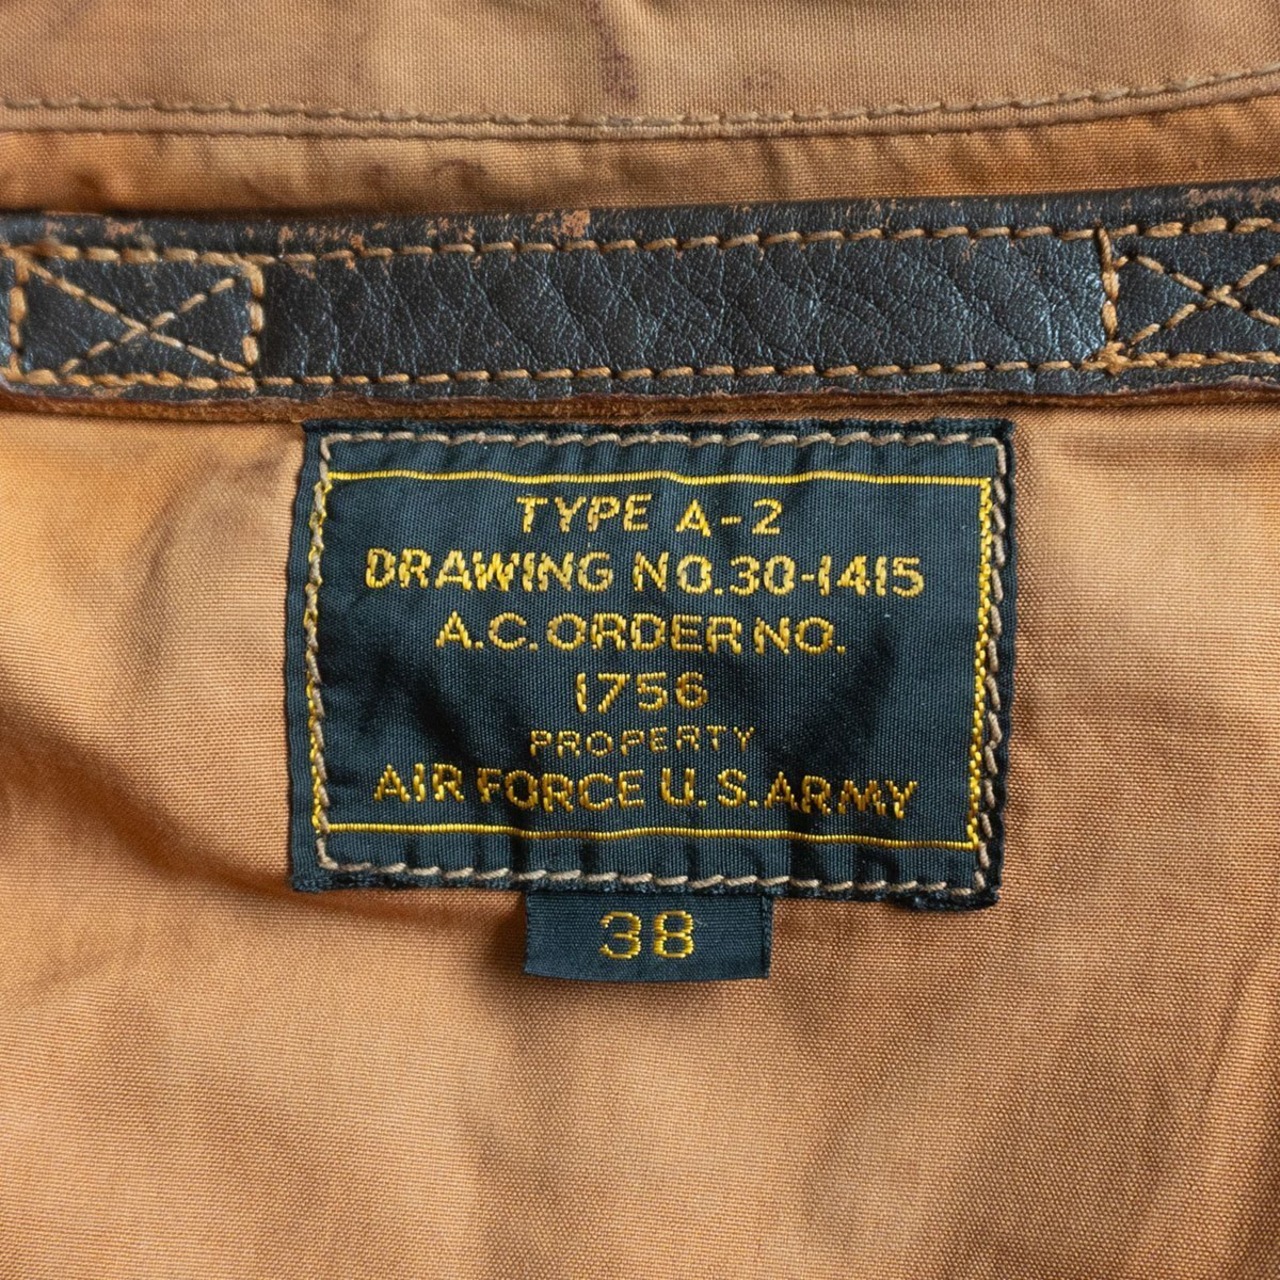 TYPE A-2
DRAWING NO.30-1415
A.C.ORDER NO.
1756
PROPERTY
AIR FORCE U.S.ARMY
38